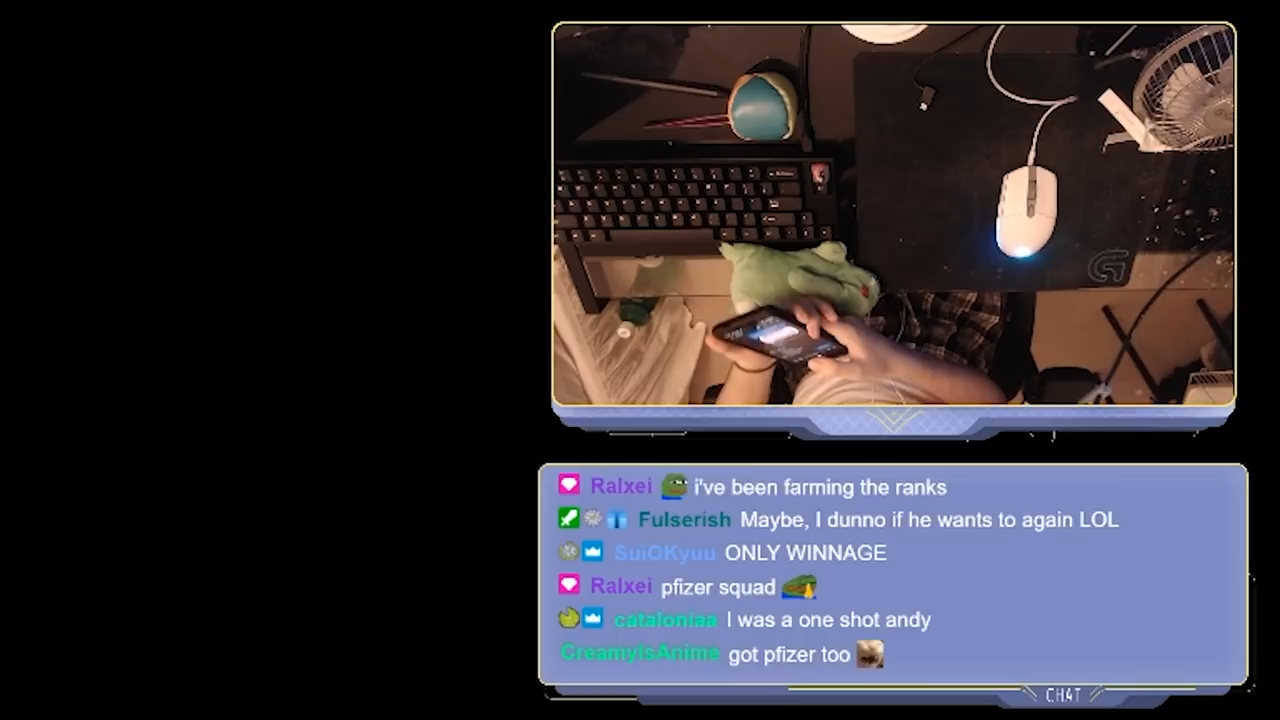 Ralxei i've been farming the ranks
Fulserish Maybe, I dunno if he wants to again LOL
SuiOKyuu ONLY WINNAGE
Ralxei pfizer squad
cataloniaa I was a one shot andy
CreamyIsAnime got pfizer too
CHAT